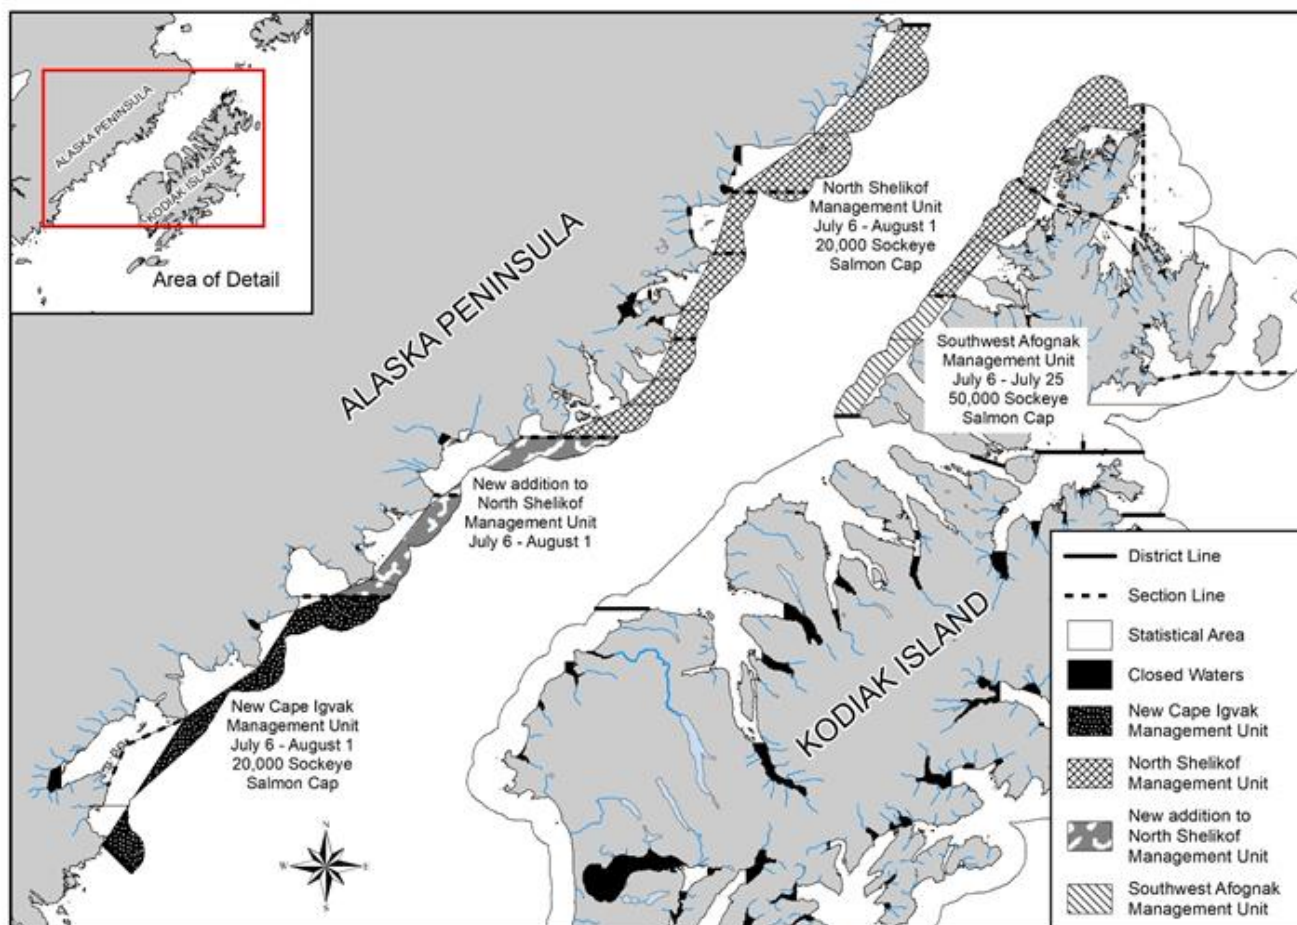 ALASKA PENINSULA
KODIAK ISLAND
Area of Detail
ALASKA PENINSULA
North Shelikof
Management Unit
July 6 - August 1
20,000 Sockeye
Salmon Cap
Southwest Afognak
Management Unit
July 6 - July 25
50,000 Sockeye
Salmon Cap
New addition to
North Shelikof
Management Unit
July 6 - August 1
New Cape Igvak
Management Unit
July 6 - August 1
20,000 Sockeye
Salmon Cap
KODIAK ISLAND
N
W
E
S
District Line
Section Line
Statistical Area
Closed Waters
New Cape Igvak
Management Unit
North Shelikof
Management Unit
New addition to
North Shelikof
Management Unit
Southwest Afognak
Management Unit